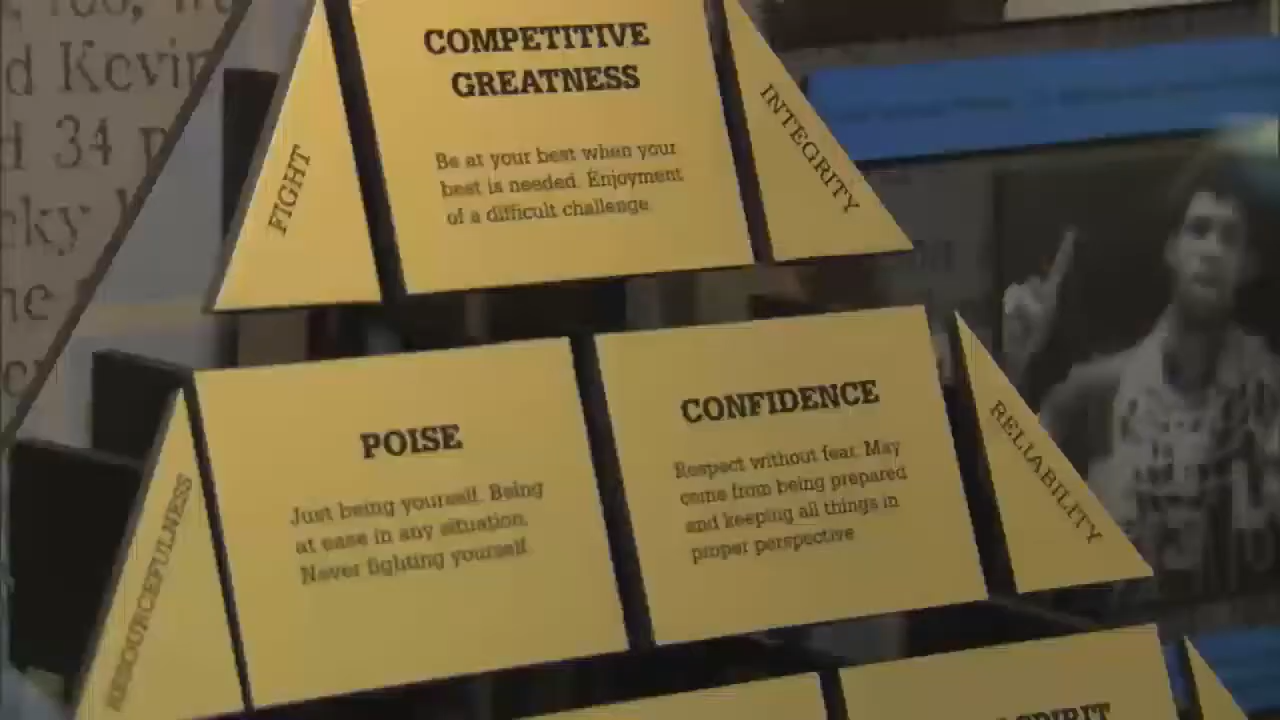 d Kevin
d 34 p
cky
COMPETITIVE
GREATNESS
Be at your best when your
best is needed. Enjoyment
of a difficult challenge.
FIGHT
INTEGRITY
POISE
Just being yourself. Being
at ease in any situation.
Never fighting yourself.
CONFIDENCE
Respect without fear. May
come from being prepared
and keeping all things in
proper perspective
RESOURCEFULNESS
RELIABILITY
SPIRIT